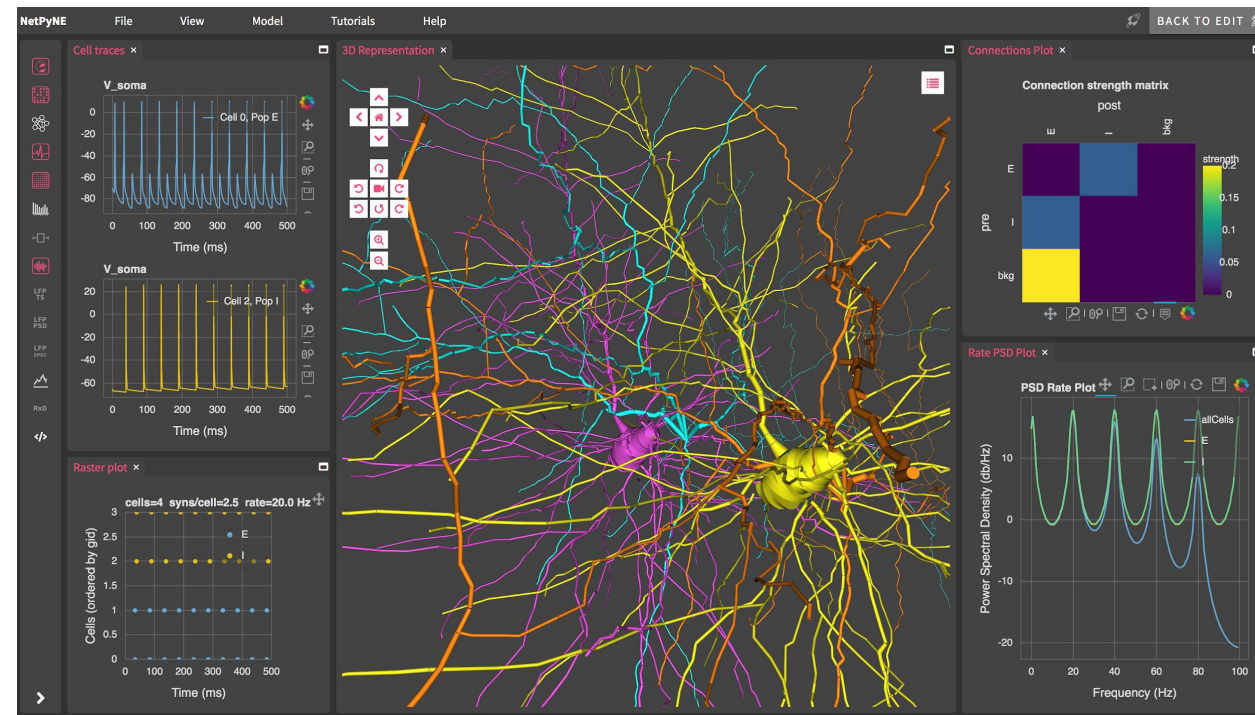 NetPyNE File View Model Tutorials Help BACK TO EDIT
Cell traces ×
V_soma
Cell 0, Pop E
0
-20
-40
-60
-80
0 100 200 300 400 500
Time (ms)
V_soma
Cell 2, Pop I
20
0
-20
-40
-60
0 100 200 300 400 500
Time (ms)
LFP
TS
LFP
PSD
LFP
SPEC
RxD
</>
Raster plot ×
cells=4 syns/cell=2.5 rate=20.0 Hz
E
I
Cells (ordered by gid)
3
2.5
2
1.5
1
0.5
0
0 100 200 300 400 500
Time (ms)
3D Representation ×
Connections Plot ×
Connection strength matrix
post
E I bkg
pre
E
I
bkg
strength
0.2
0.15
0.1
0.05
0
Rate PSD Plot ×
PSD Rate Plot
allCells
E
I
Power Spectral Density (db/Hz)
10
0
-10
-20
0 20 40 60 80 100
Frequency (Hz)